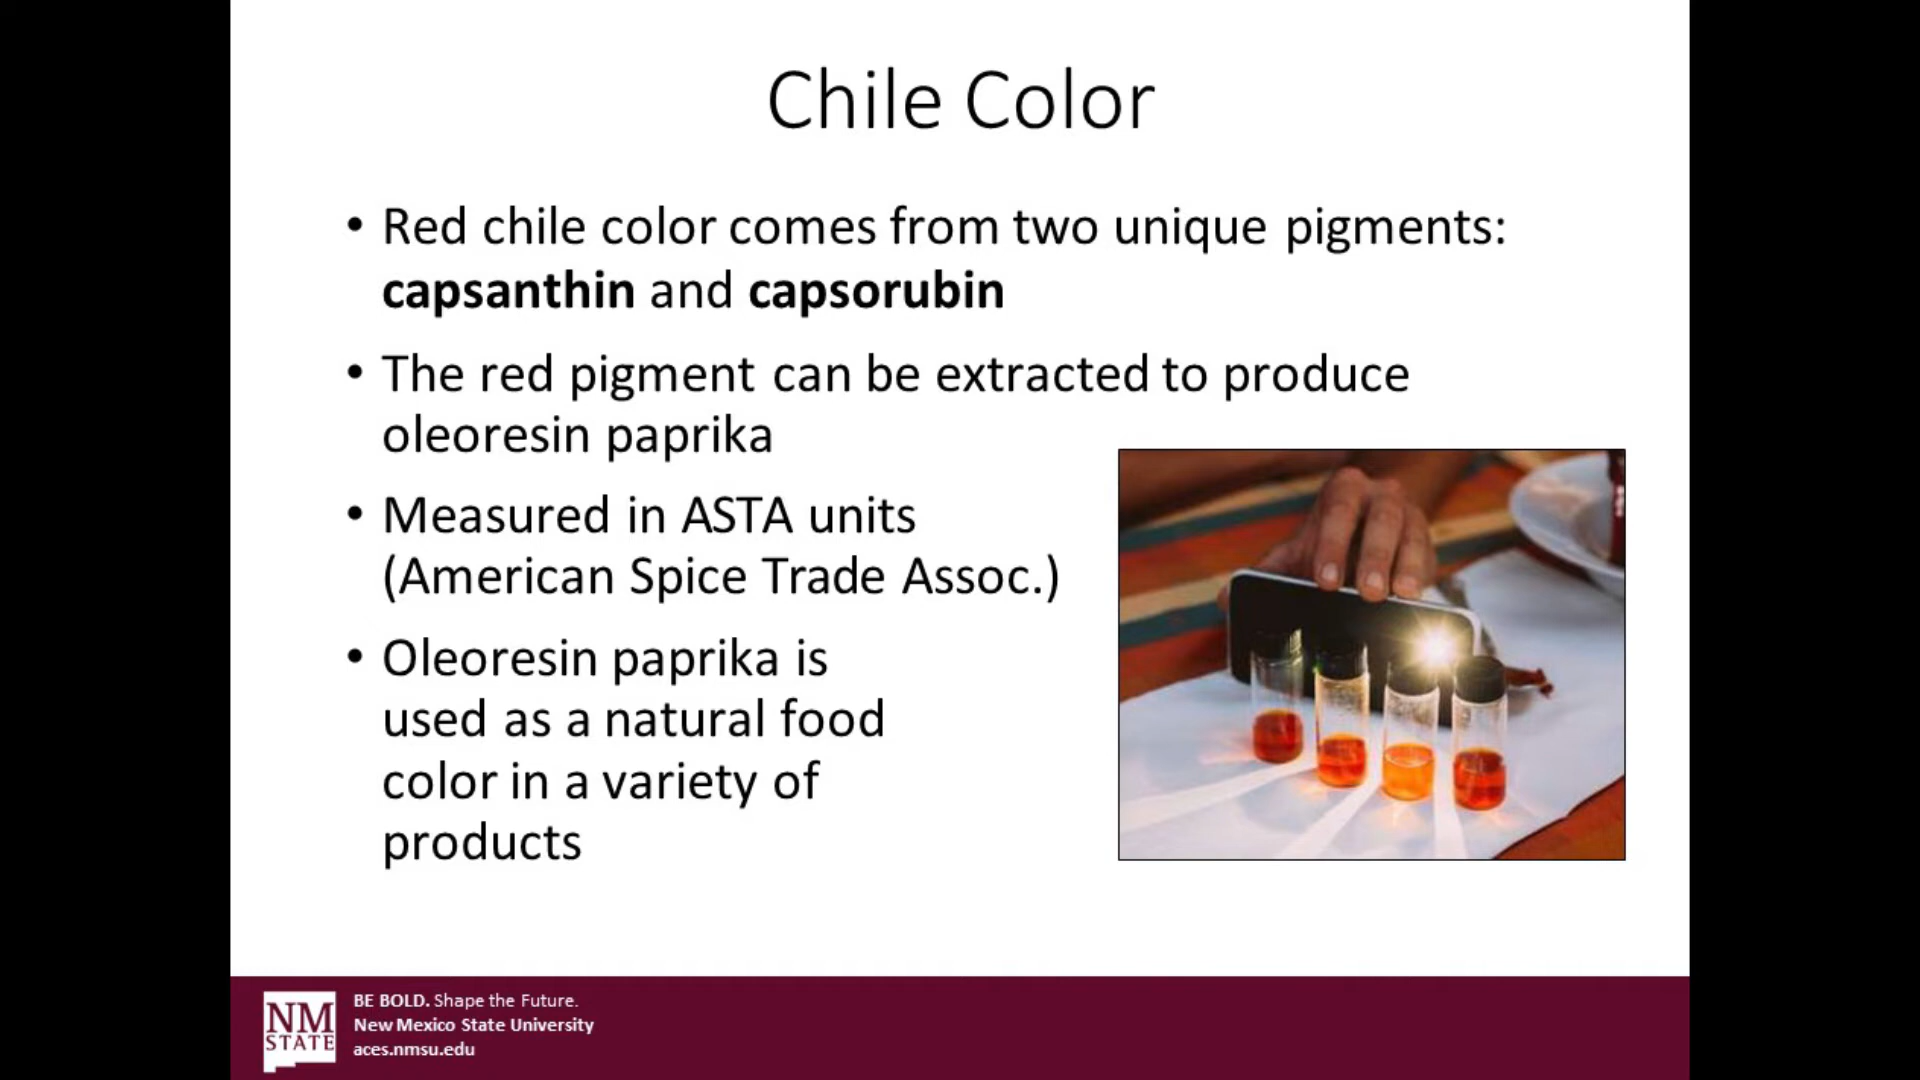 Chile Color
• Red chile color comes from two unique pigments:
capsanthin and capsorubin
• The red pigment can be extracted to produce
oleoresin paprika
• Measured in ASTA units
(American Spice Trade Assoc.)
• Oleoresin paprika is
used as a natural food
color in a variety of
products
NM
STATE
BE BOLD. Shape the Future.
New Mexico State University
aces.nmsu.edu